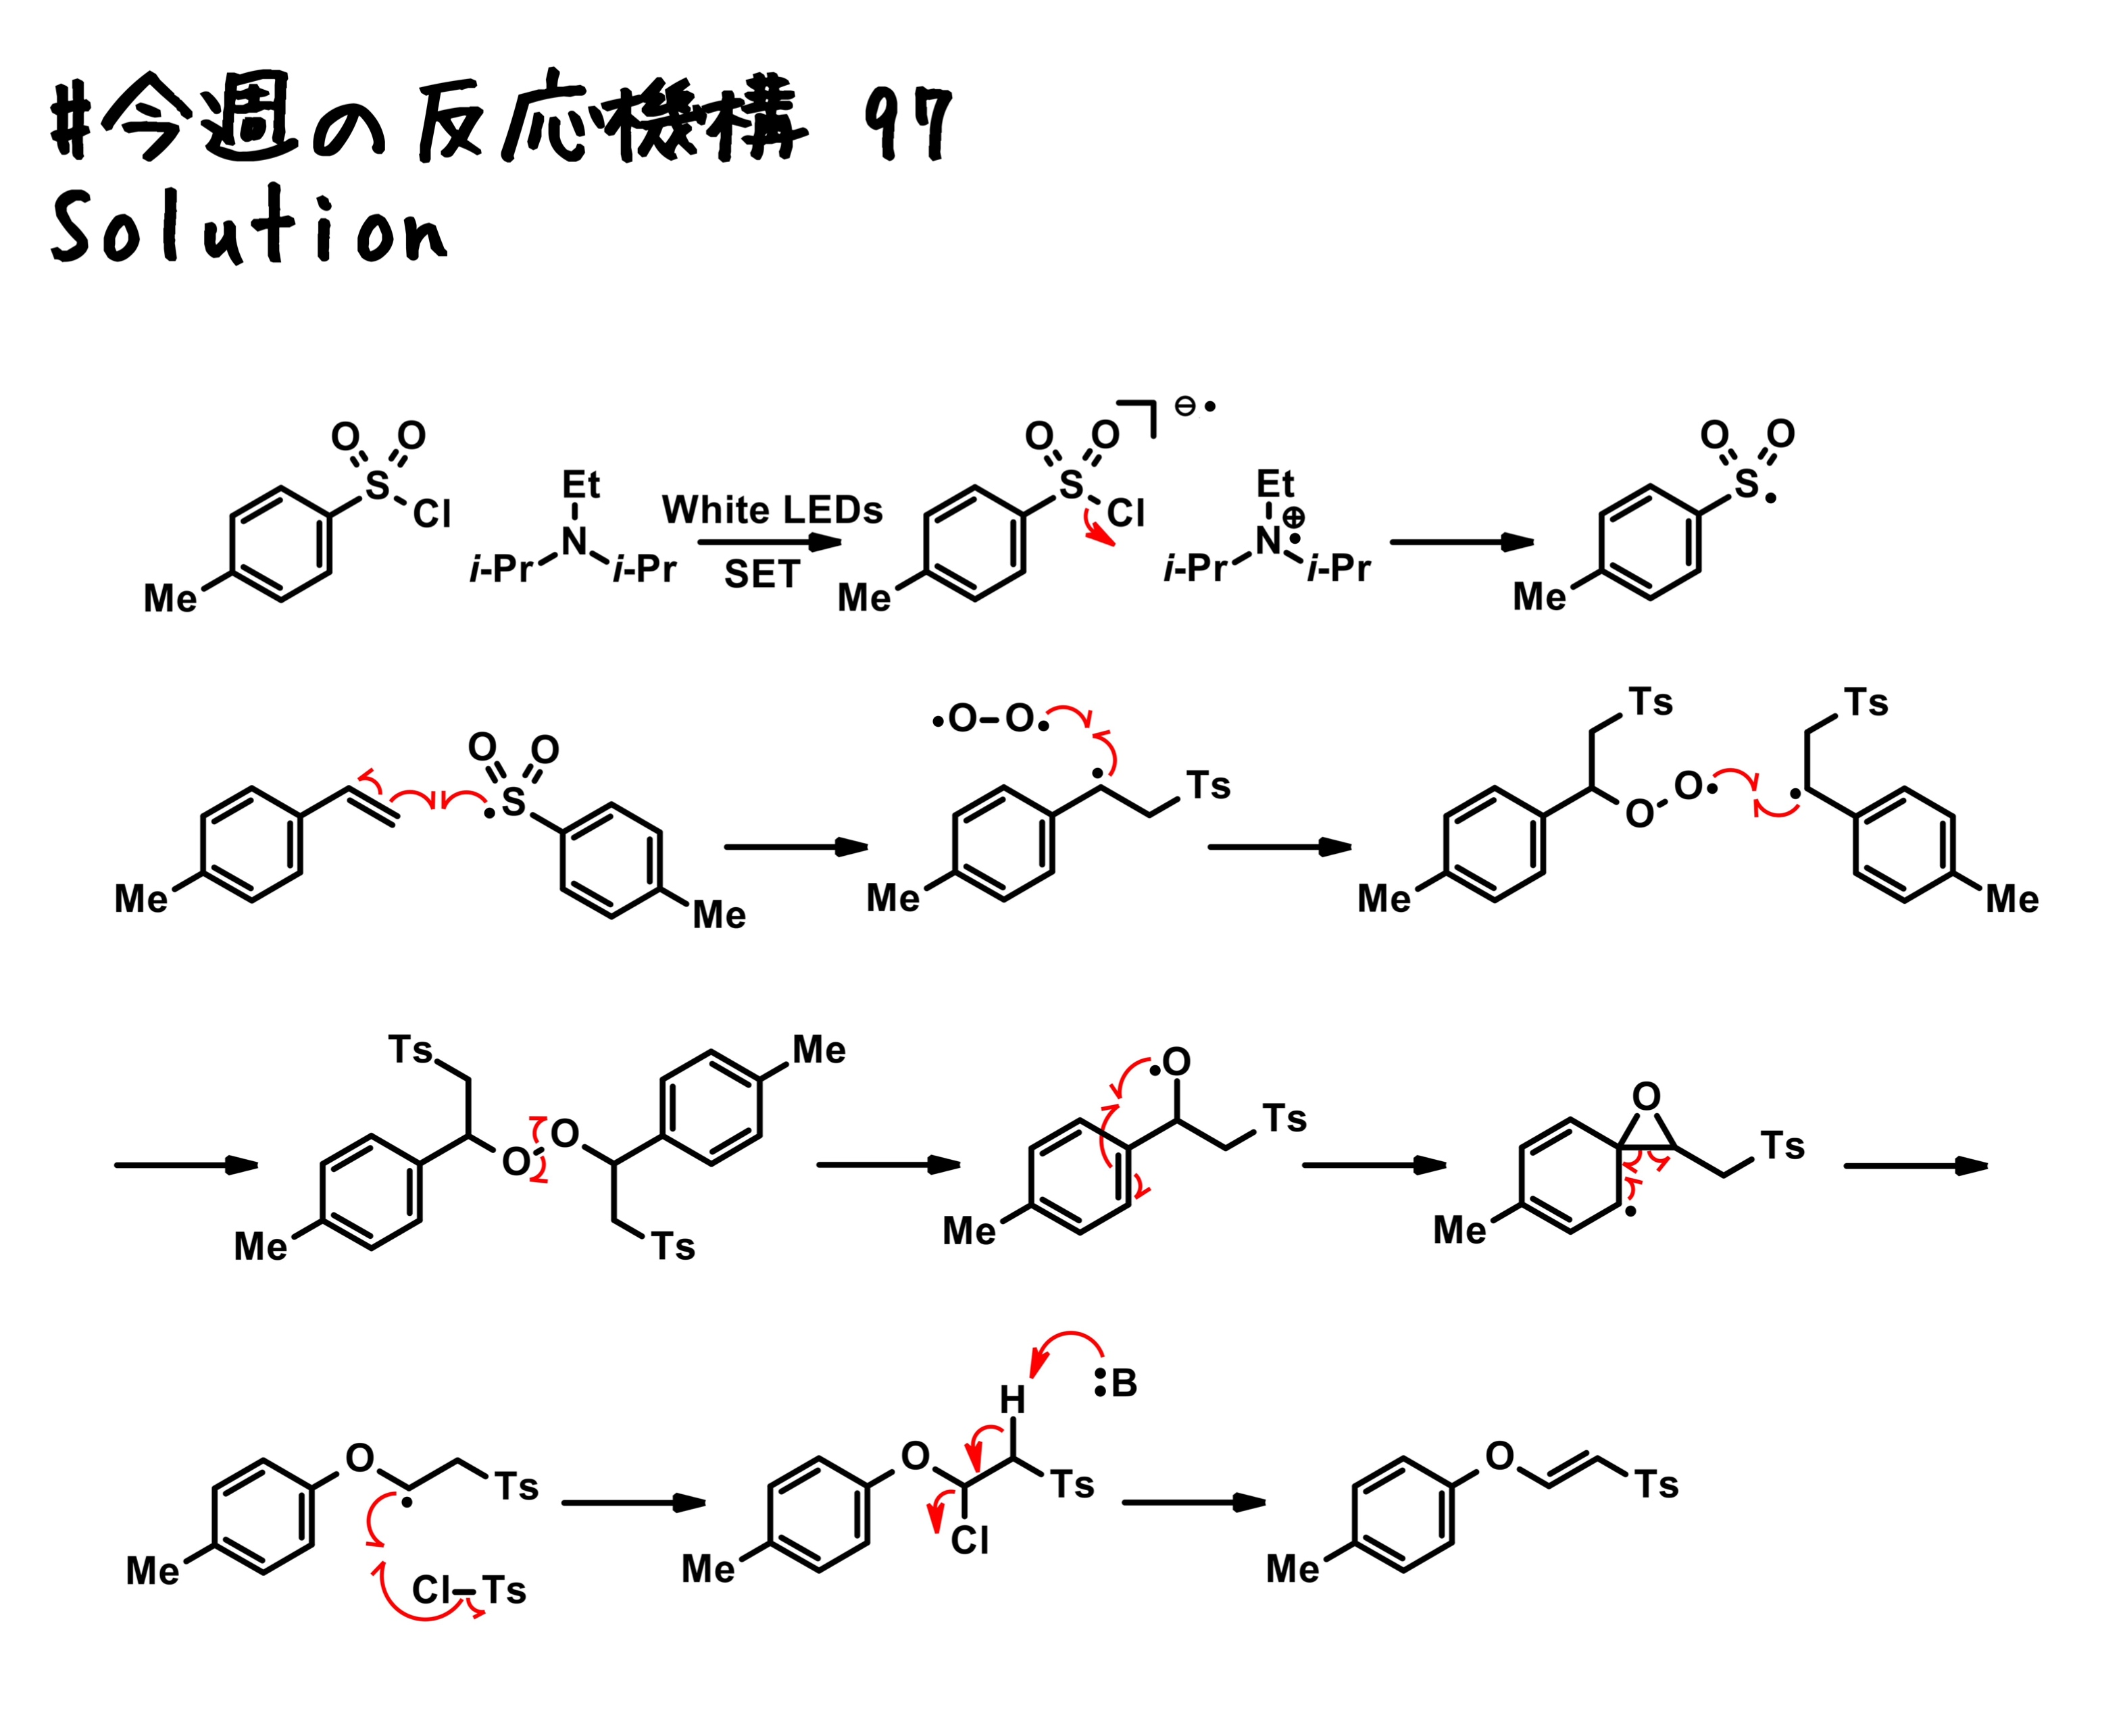 #今週の反応機構 97
Solution
O O S Cl Me
Et N i-Pr i-Pr
White LEDs
SET
O O S Cl Me ⊖•
Et N ⊕ • i-Pr i-Pr
O O S • Me
Me
O O •S Me
•O–O•
• Ts Me
Ts O O• Me
Ts • Me
Ts O O Me Me Ts
•O Ts Me
O Ts Me •
O • Ts Me
Cl–Ts
:B
H O Ts Cl Me
O Ts Me